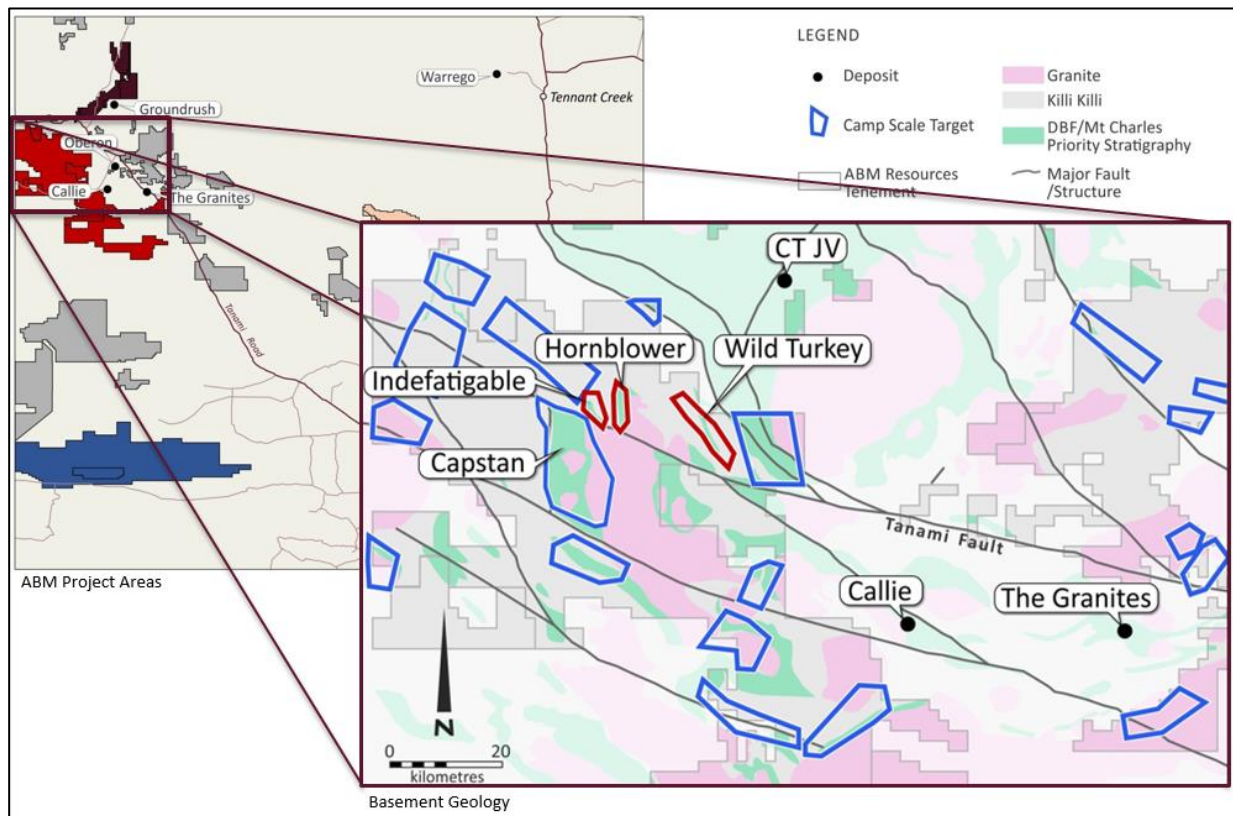 Warrego
Tennant Creek
Groundrush
Oberon
Callie
The Granites
Tanami Road
ABM Project Areas
LEGEND
Deposit
Camp Scale Target
ABM Resources
Tenement
Granite
Killi Killi
DBF/Mt Charles
Priority Stratigraphy
Major Fault
/Structure
CT JV
Hornblower
Wild Turkey
Indefatigable
Capstan
Tanami Fault
Callie
The Granites
N
0 20
kilometres
Basement Geology